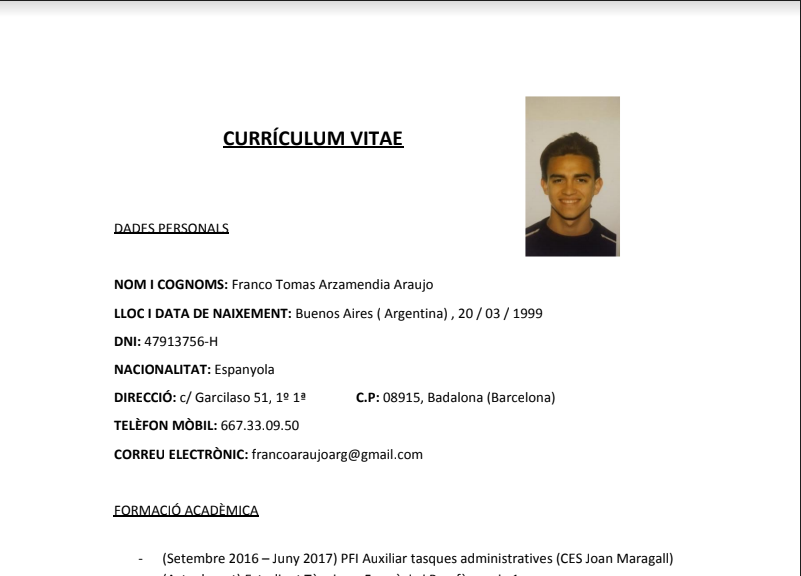 CURRÍCULUM VITAE
DADES PERSONALS
NOM I COGNOMS: Franco Tomas Arzamendia Araujo
LLOC I DATA DE NAIXEMENT: Buenos Aires ( Argentina) , 20 / 03 / 1999
DNI: 47913756-H
NACIONALITAT: Espanyola
DIRECCIÓ: c/ Garcilaso 51, 1º 1ª C.P: 08915, Badalona (Barcelona)
TELÈFON MÒBIL: 667.33.09.50
CORREU ELECTRÒNIC: francoaraujoarg@gmail.com
FORMACIÓ ACADÈMICA
- (Setembre 2016 – Juny 2017) PFI Auxiliar tasques administratives (CES Joan Maragall)